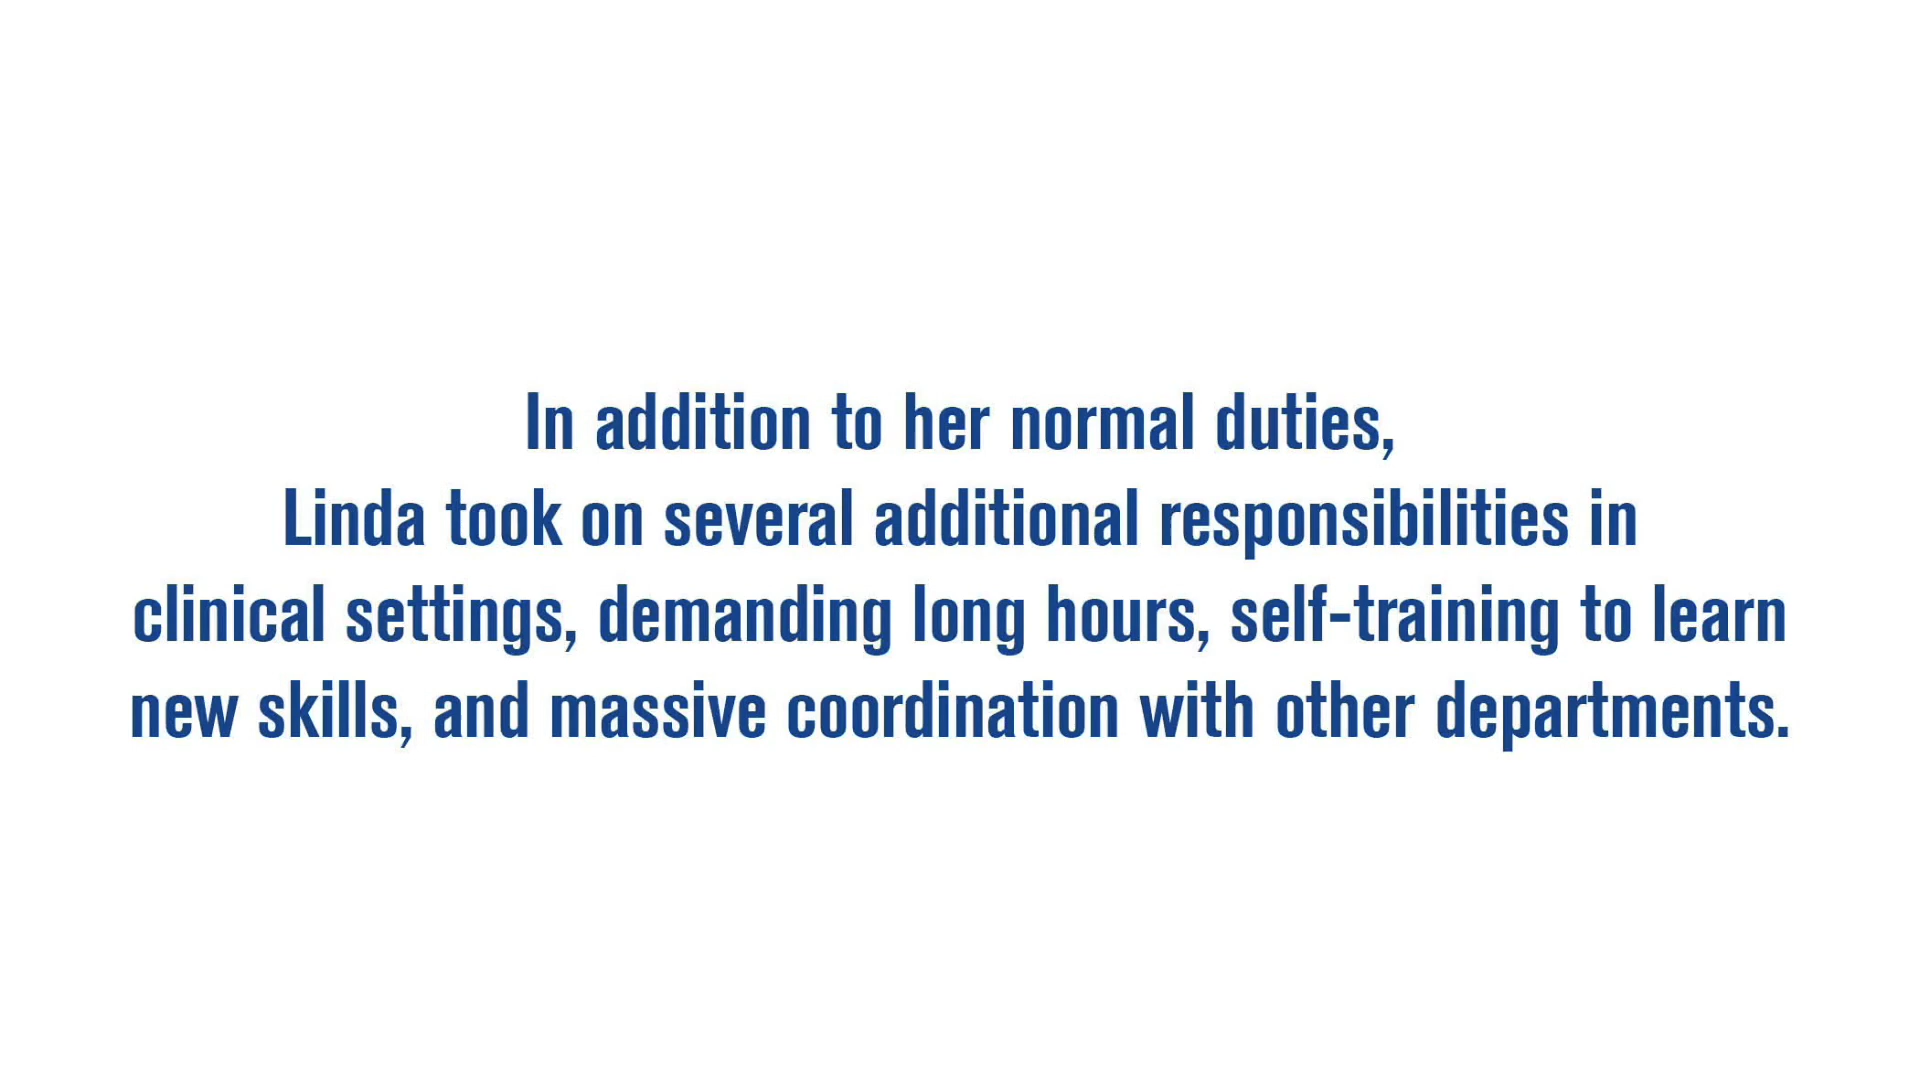 In addition to her normal duties,
Linda took on several additional responsibilities in
clinical settings, demanding long hours, self-training to learn
new skills, and massive coordination with other departments.